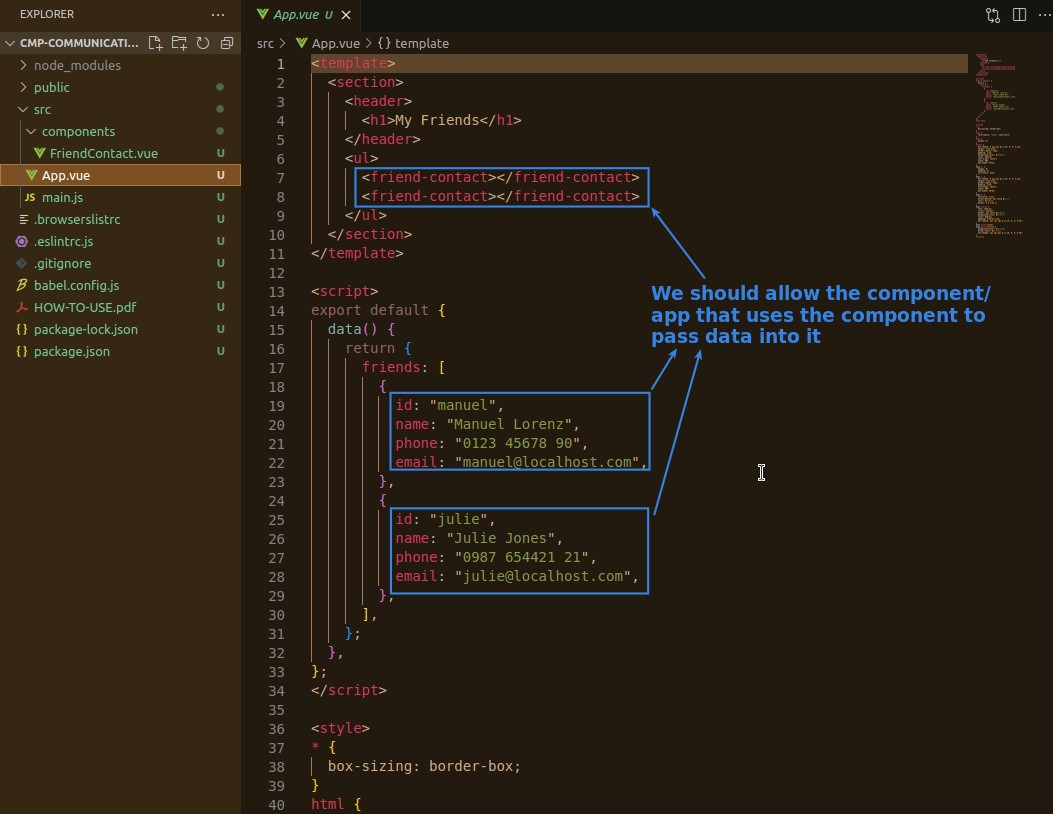 EXPLORER
CMP-COMMUNICATI...
node_modules
public
src
components
FriendContact.vue U
App.vue U
JS main.js U
.browserslistrc U
.eslintrc.js U
.gitignore U
babel.config.js U
HOW-TO-USE.pdf U
{} package-lock.json U
{} package.json U
App.vue U
src > App.vue > {} template
1 <template>
2 <section>
3 <header>
4 <h1>My Friends</h1>
5 </header>
6 <ul>
7 <friend-contact></friend-contact>
8 <friend-contact></friend-contact>
9 </ul>
10 </section>
11 </template>
12
13 <script>
14 export default {
15 data() {
16 return {
17 friends: [
18 {
19 id: "manuel",
20 name: "Manuel Lorenz",
21 phone: "0123 45678 90",
22 email: "manuel@localhost.com",
23 },
24 {
25 id: "julie",
26 name: "Julie Jones",
27 phone: "0987 654421 21",
28 email: "julie@localhost.com",
29 },
30 ],
31 };
32 },
33 };
34 </script>
35
36 <style>
37 * {
38 box-sizing: border-box;
39 }
40 html {
We should allow the component/
app that uses the component to
pass data into it